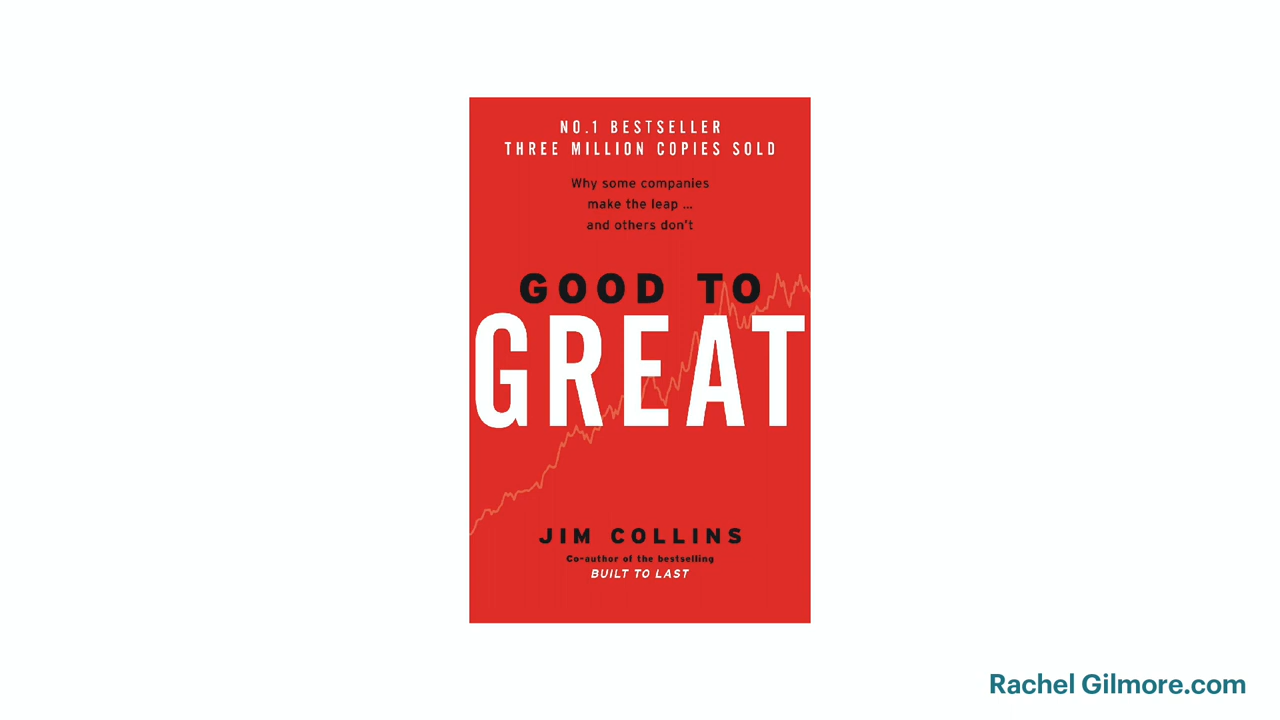 NO.1 BESTSELLER
THREE MILLION COPIES SOLD
Why some companies
make the leap ...
and others don't
GOOD TO
GREAT
JIM COLLINS
Co-author of the bestselling
BUILT TO LAST
Rachel Gilmore.com